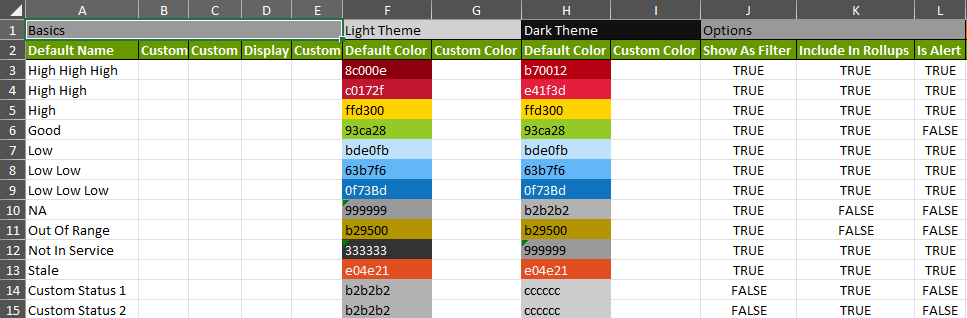 A B C D E F G H I J K L
1 Basics Light Theme Dark Theme Options
2 Default Name Custom Custom Display Custom Default Color Custom Color Default Color Custom Color Show As Filter Include In Rollups Is Alert
3 High High High 8c000e b70012 TRUE TRUE TRUE
4 High High c0172f e41f3d TRUE TRUE TRUE
5 High ffd300 ffd300 TRUE TRUE TRUE
6 Good 93ca28 93ca28 TRUE TRUE FALSE
7 Low bde0fb bde0fb TRUE TRUE TRUE
8 Low Low 63b7f6 63b7f6 TRUE TRUE TRUE
9 Low Low Low 0f73Bd 0f73Bd TRUE TRUE TRUE
10 NA 999999 b2b2b2 TRUE FALSE FALSE
11 Out Of Range b29500 b29500 TRUE FALSE FALSE
12 Not In Service 333333 999999 TRUE TRUE TRUE
13 Stale e04e21 e04e21 TRUE TRUE TRUE
14 Custom Status 1 b2b2b2 cccccc FALSE TRUE FALSE
15 Custom Status 2 b2b2b2 cccccc FALSE TRUE FALSE